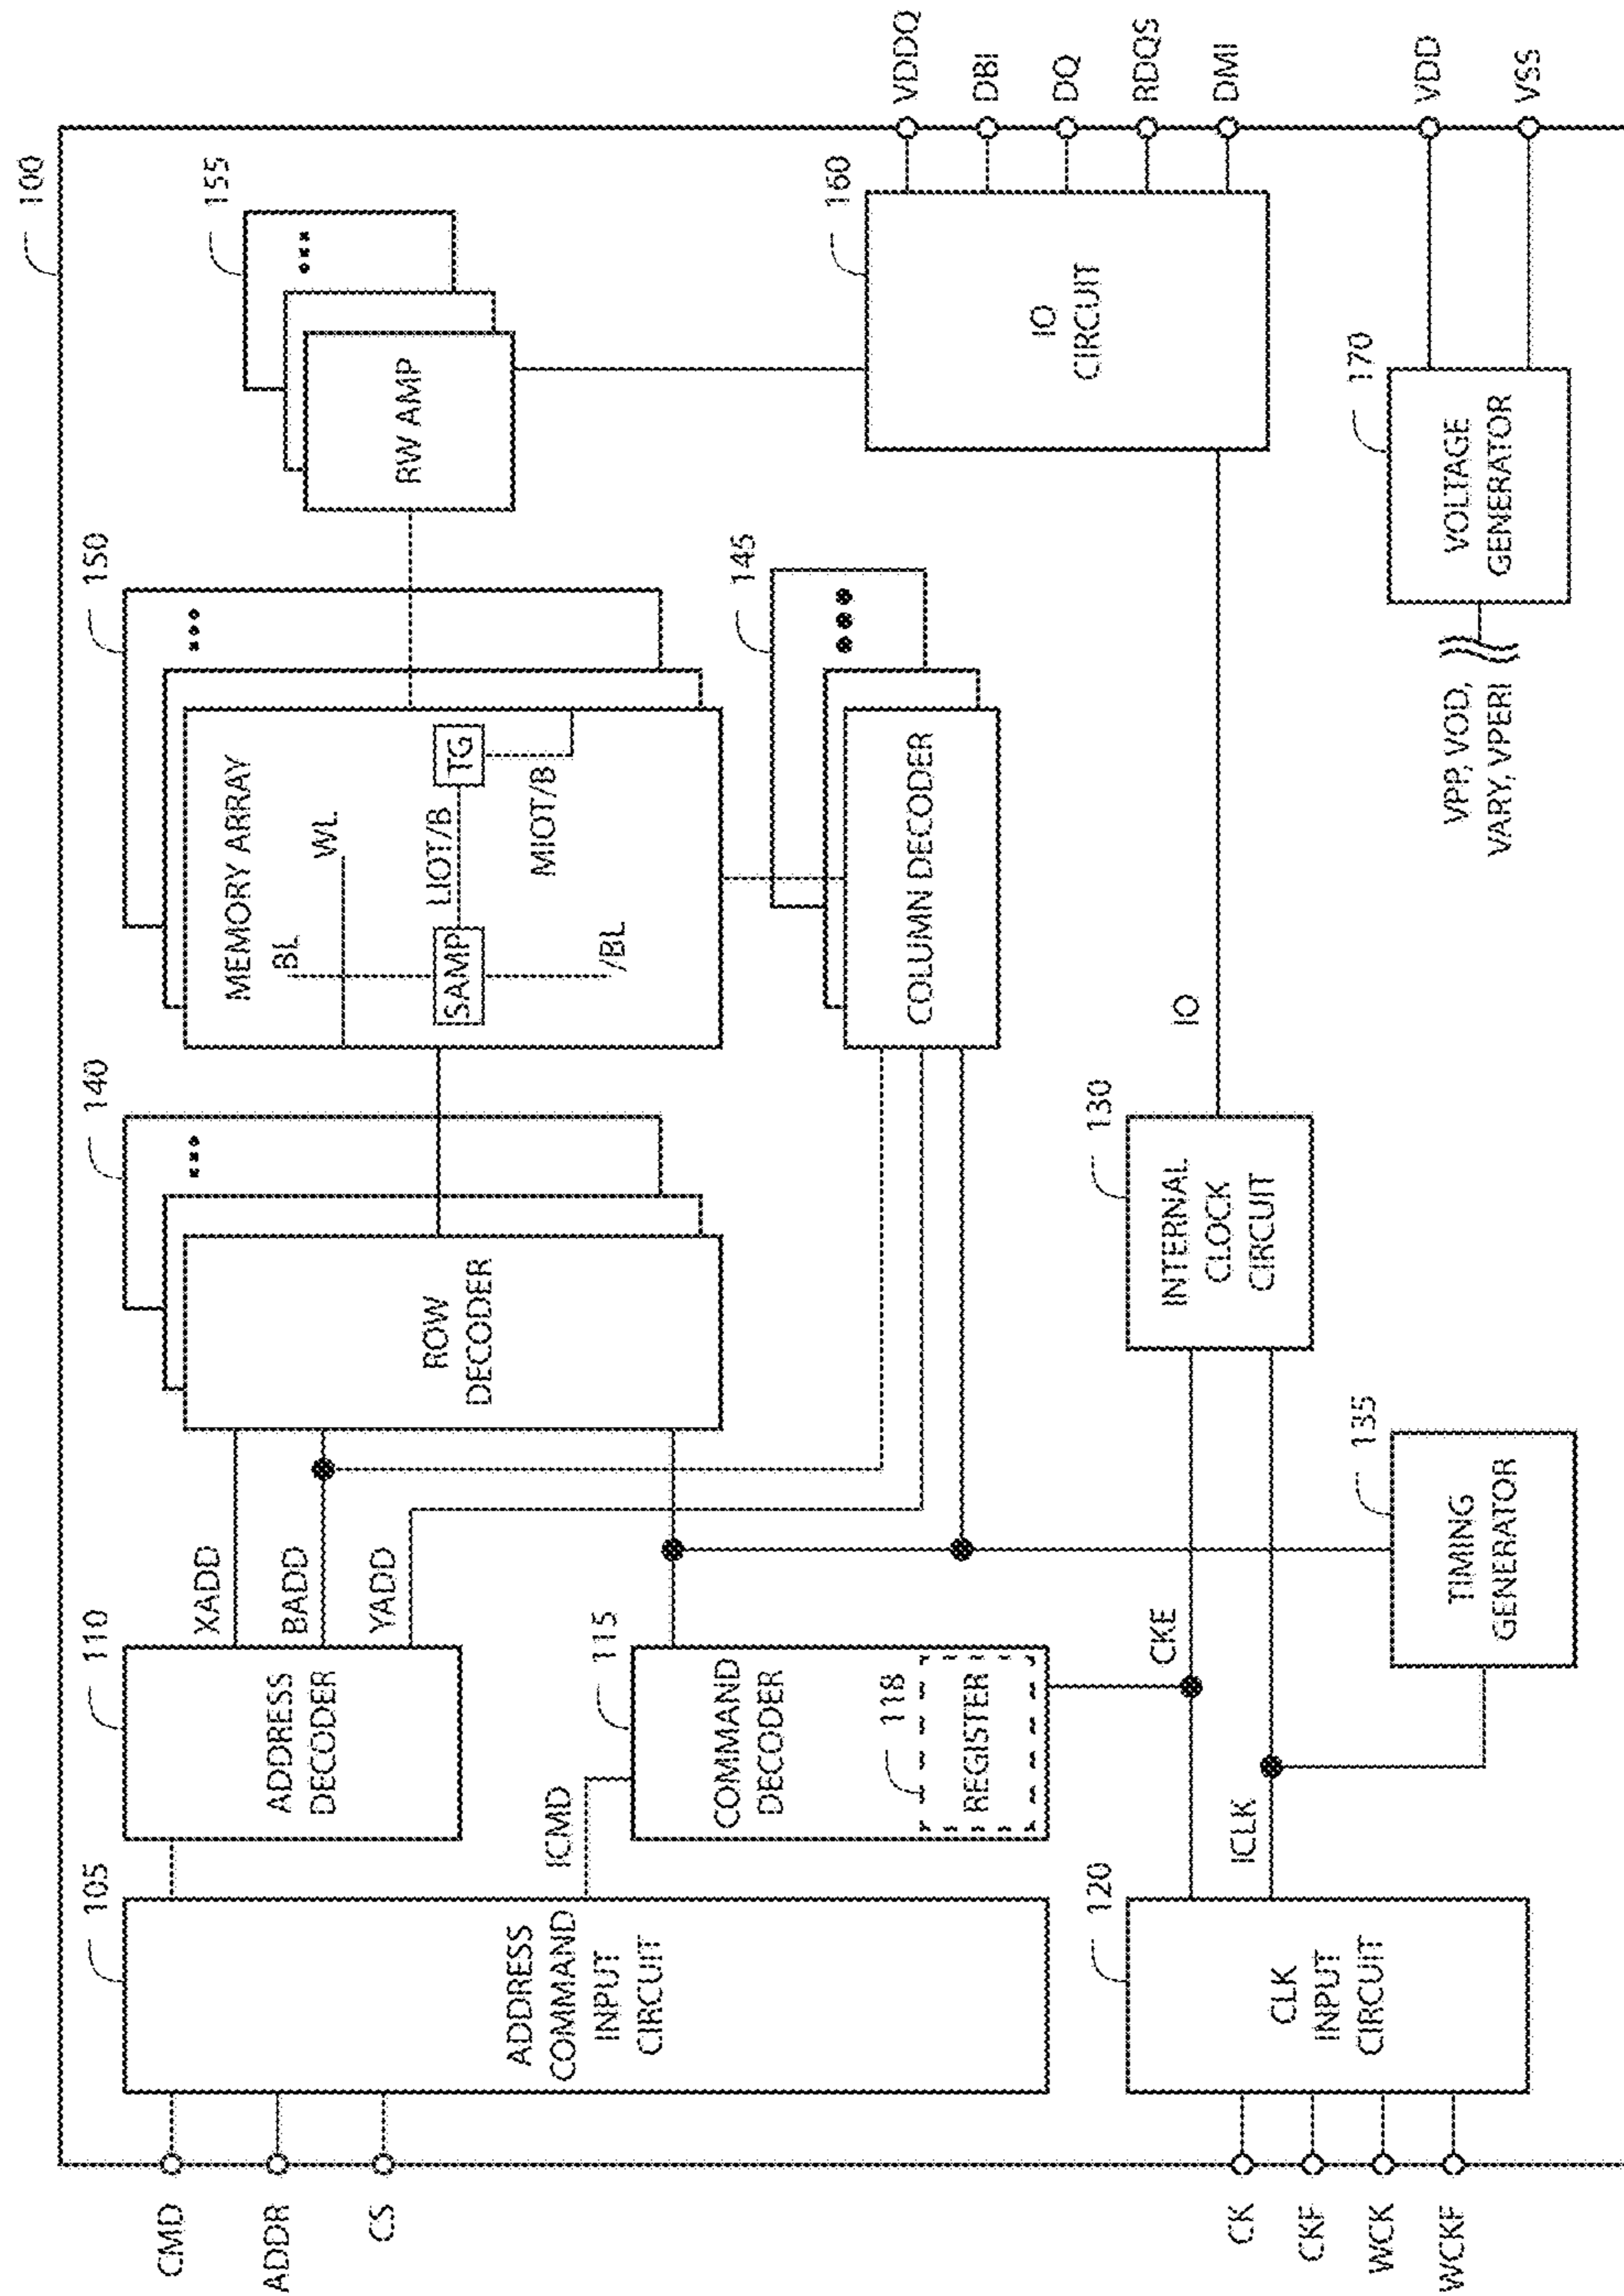 100
CMD
ADDR
CS
105
ADDRESS
COMMAND
INPUT
CIRCUIT
110
ADDRESS
DECODER
XADD
BADD
YADD
ICMD
115
COMMAND
DECODER
118
REGISTER
140
ROW
DECODER
150
MEMORY ARRAY
BL
WL
SAMP
LIOT/B
TG
MIOT/B
/BL
155
RW AMP
145
COLUMN DECODER
CK
CKF
WCK
WCKF
120
CLK
INPUT
CIRCUIT
CKE
ICLK
130
INTERNAL
CLOCK
CIRCUIT
135
TIMING
GENERATOR
IO
160
IO
CIRCUIT
VDDQ
DBI
DQ
RDQS
DMI
170
VOLTAGE
GENERATOR
VPP, VOD,
VARY, VPERI
VDD
VSS